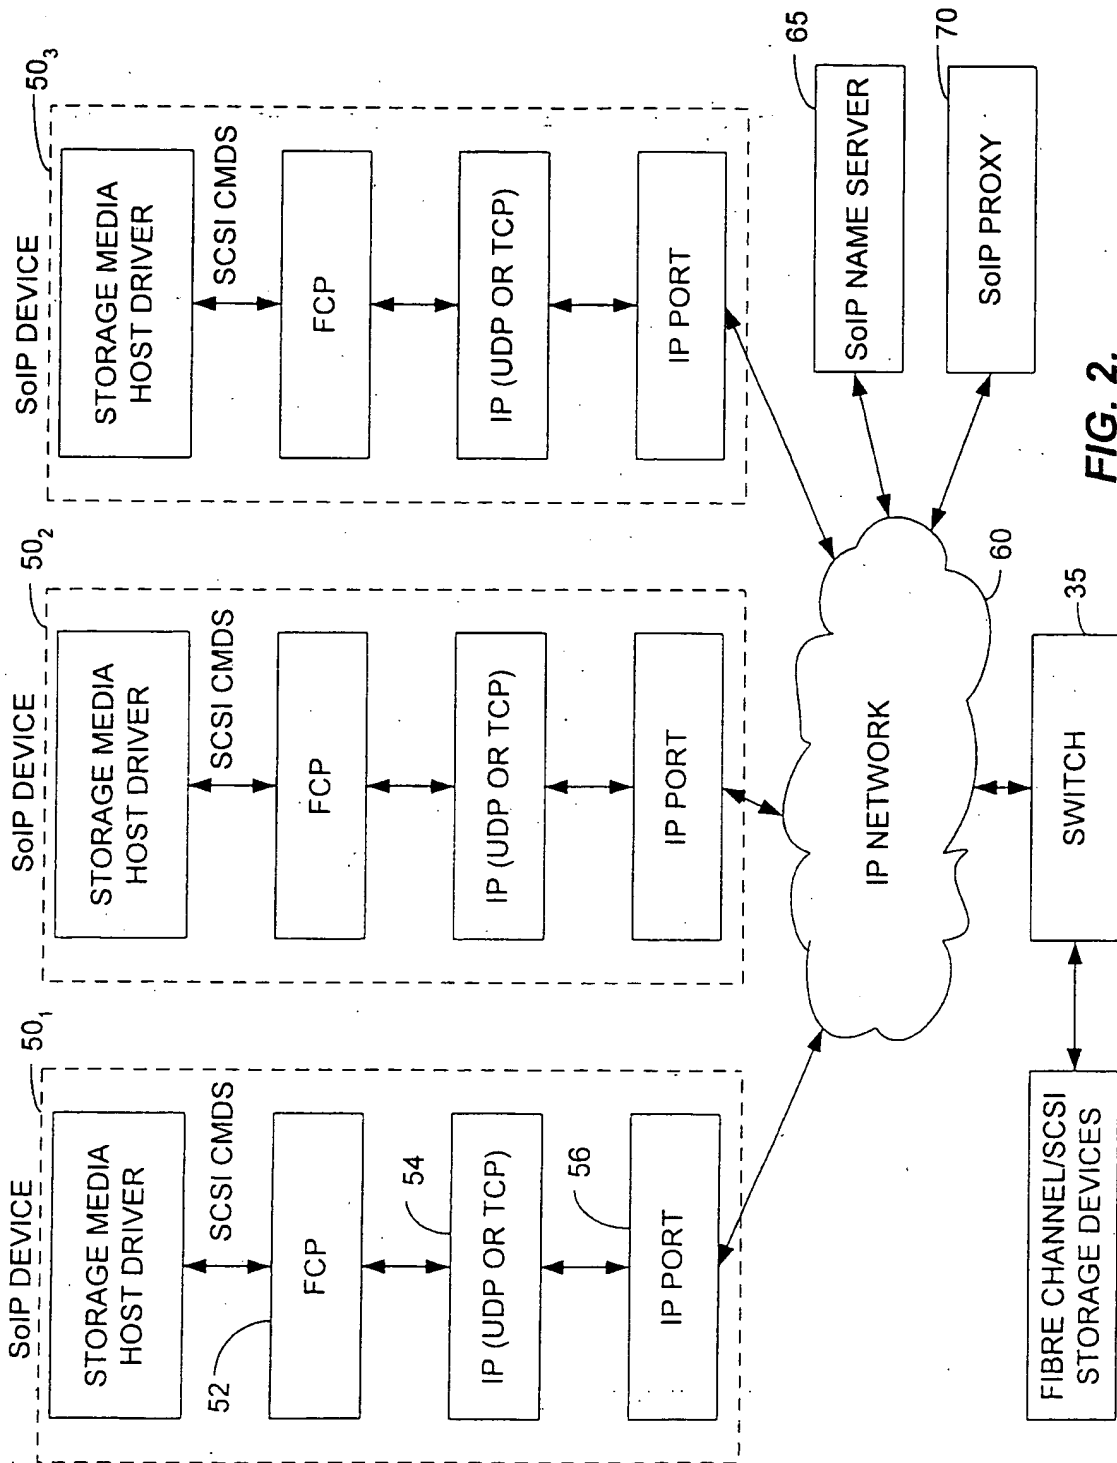 SoIP DEVICE
50₁
STORAGE MEDIA
HOST DRIVER
SCSI CMDS
52
FCP
54
IP (UDP OR TCP)
56
IP PORT
SoIP DEVICE
50₂
STORAGE MEDIA
HOST DRIVER
SCSI CMDS
FCP
IP (UDP OR TCP)
IP PORT
SoIP DEVICE
50₃
STORAGE MEDIA
HOST DRIVER
SCSI CMDS
FCP
IP (UDP OR TCP)
IP PORT
IP NETWORK
60
65
SoIP NAME SERVER
70
SoIP PROXY
35
SWITCH
FIBRE CHANNEL/SCSI
STORAGE DEVICES
FIG. 2.